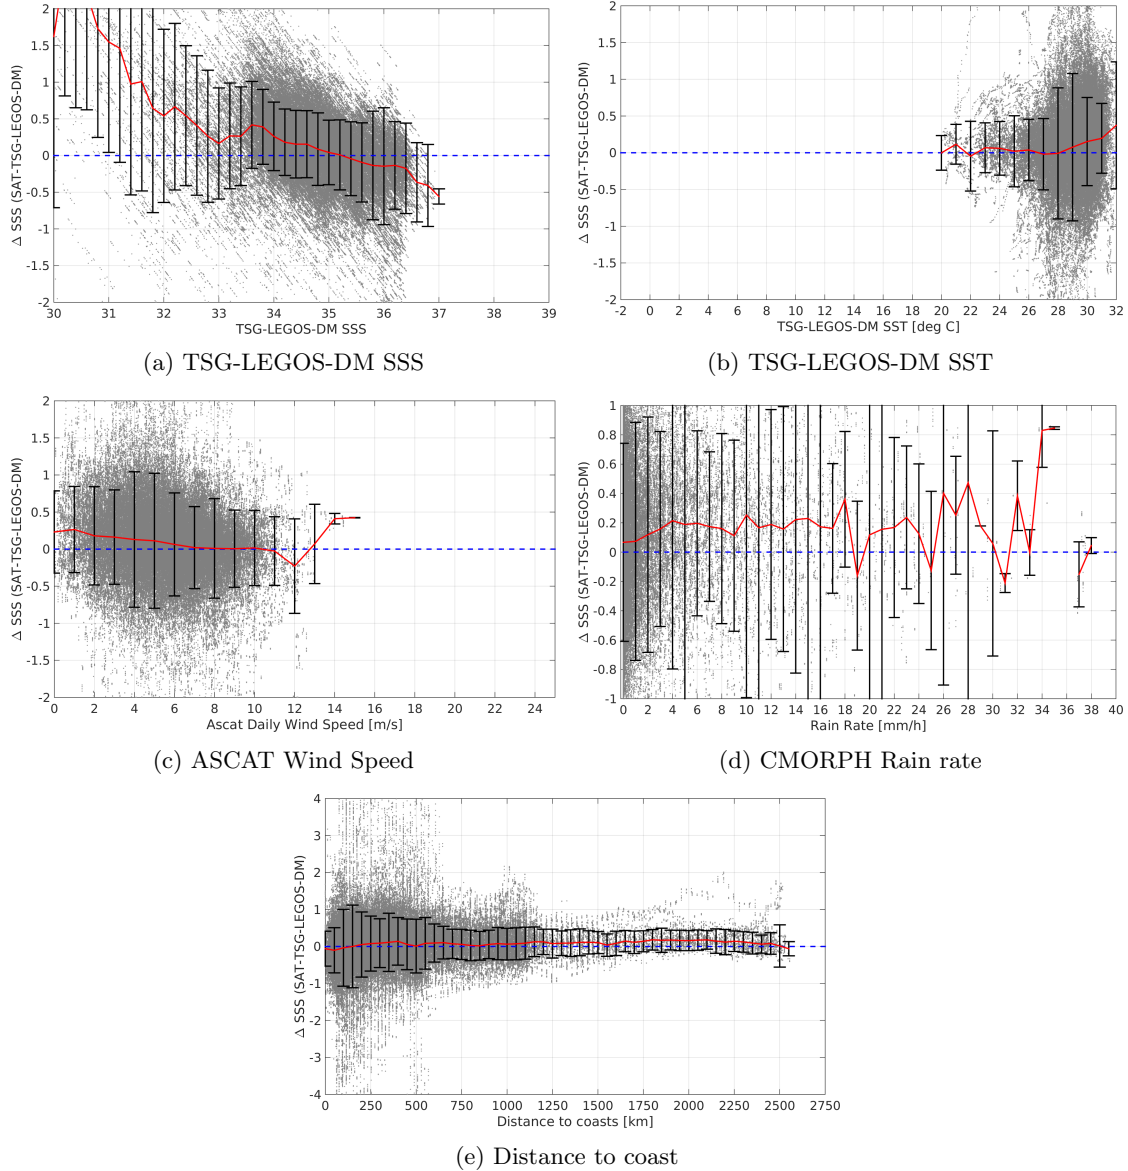 2
1.5
1
0.5
0
-0.5
-1
-1.5
-2
Δ SSS (SAT-TSG-LEGOS-DM)
30 31 32 33 34 35 36 37 38 39
TSG-LEGOS-DM SSS
(a) TSG-LEGOS-DM SSS
2
1.5
1
0.5
0
-0.5
-1
-1.5
-2
Δ SSS (SAT-TSG-LEGOS-DM)
-2 0 2 4 6 8 10 12 14 16 18 20 22 24 26 28 30 32
TSG-LEGOS-DM SST [deg C]
(b) TSG-LEGOS-DM SST
2
1.5
1
0.5
0
-0.5
-1
-1.5
-2
Δ SSS (SAT-TSG-LEGOS-DM)
0 2 4 6 8 10 12 14 16 18 20 22 24
Ascat Daily Wind Speed [m/s]
(c) ASCAT Wind Speed
1
0.8
0.6
0.4
0.2
0
-0.2
-0.4
-0.6
-0.8
-1
Δ SSS (SAT-TSG-LEGOS-DM)
0 2 4 6 8 10 12 14 16 18 20 22 24 26 28 30 32 34 36 38 40
Rain Rate [mm/h]
(d) CMORPH Rain rate
4
3
2
1
0
-1
-2
-3
-4
Δ SSS (SAT-TSG-LEGOS-DM)
0 250 500 750 1000 1250 1500 1750 2000 2250 2500 2750
Distance to coasts [km]
(e) Distance to coast